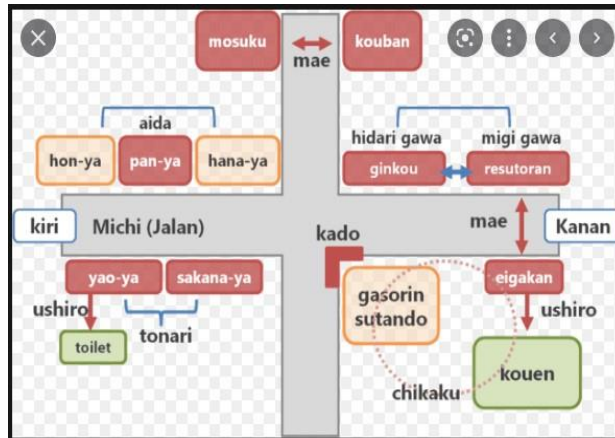 mosuku
mae
kouban
aida
hon-ya
pan-ya
hana-ya
hidari gawa
migi gawa
ginkou
resutoran
kiri
Michi (Jalan)
mae
Kanan
kado
yao-ya
sakana-ya
ushiro
tonari
toilet
gasorin
sutando
eigakan
ushiro
chikaku
kouen